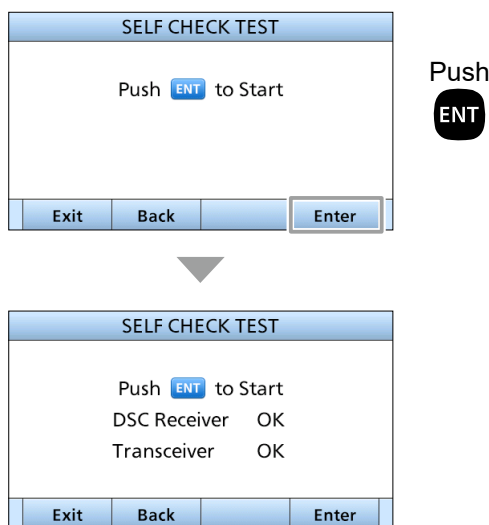 SELF CHECK TEST
Push ENT to Start
Exit Back Enter
Push
ENT
SELF CHECK TEST
Push ENT to Start
DSC Receiver OK
Transceiver OK
Exit Back Enter